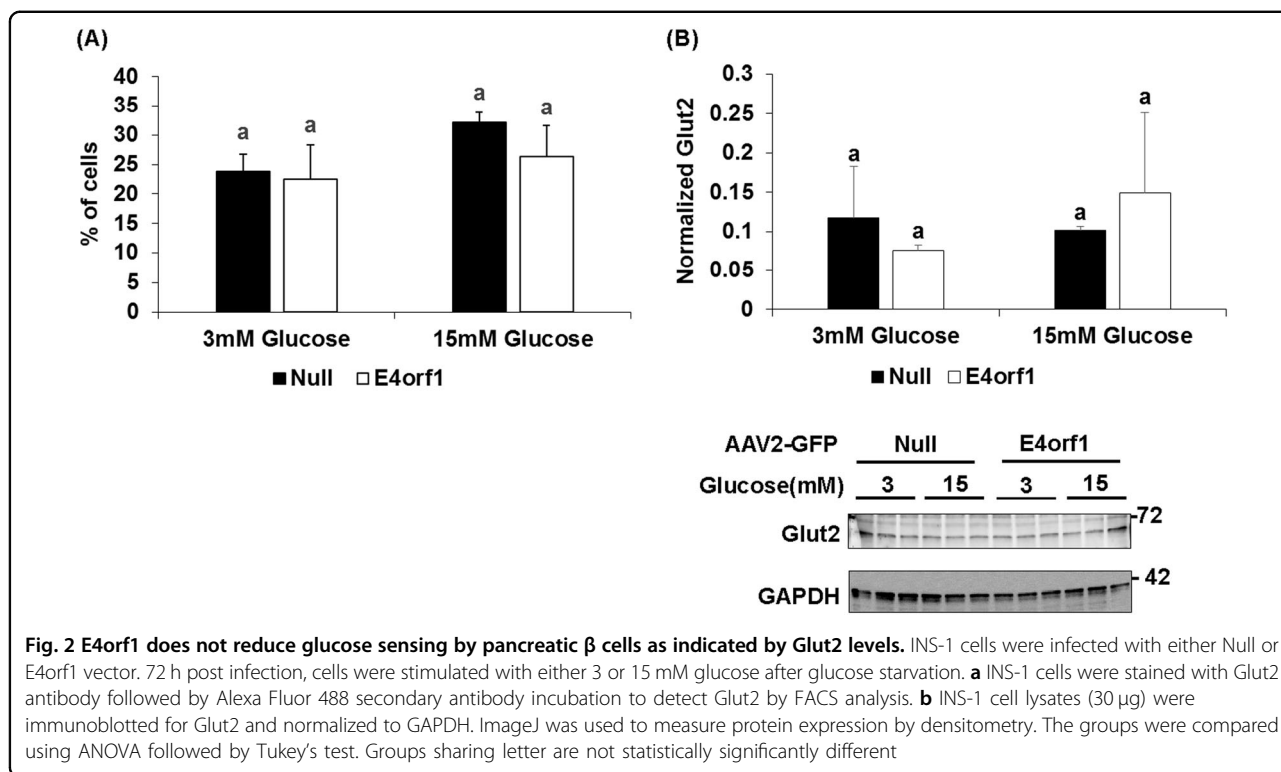 (A)
40
35
30
25
20
15
10
5
0
% of cells
a
a
a
a
3mM Glucose
15mM Glucose
■Null □E4orf1
(B)
0.3
0.25
0.2
0.15
0.1
0.05
0
Normalized Glut2
a
a
a
a
3mM Glucose
15mM Glucose
■Null □E4orf1
AAV2-GFP Null E4orf1
Glucose(mM) 3 15 3 15
Glut2 -72
GAPDH - 42
Fig. 2 E4orf1 does not reduce glucose sensing by pancreatic β cells as indicated by Glut2 levels. INS-1 cells were infected with either Null or
E4orf1 vector. 72 h post infection, cells were stimulated with either 3 or 15 mM glucose after glucose starvation. a INS-1 cells were stained with Glut2
antibody followed by Alexa Fluor 488 secondary antibody incubation to detect Glut2 by FACS analysis. b INS-1 cell lysates (30 µg) were
immunoblotted for Glut2 and normalized to GAPDH. ImageJ was used to measure protein expression by densitometry. The groups were compared
using ANOVA followed by Tukey's test. Groups sharing letter are not statistically significantly different